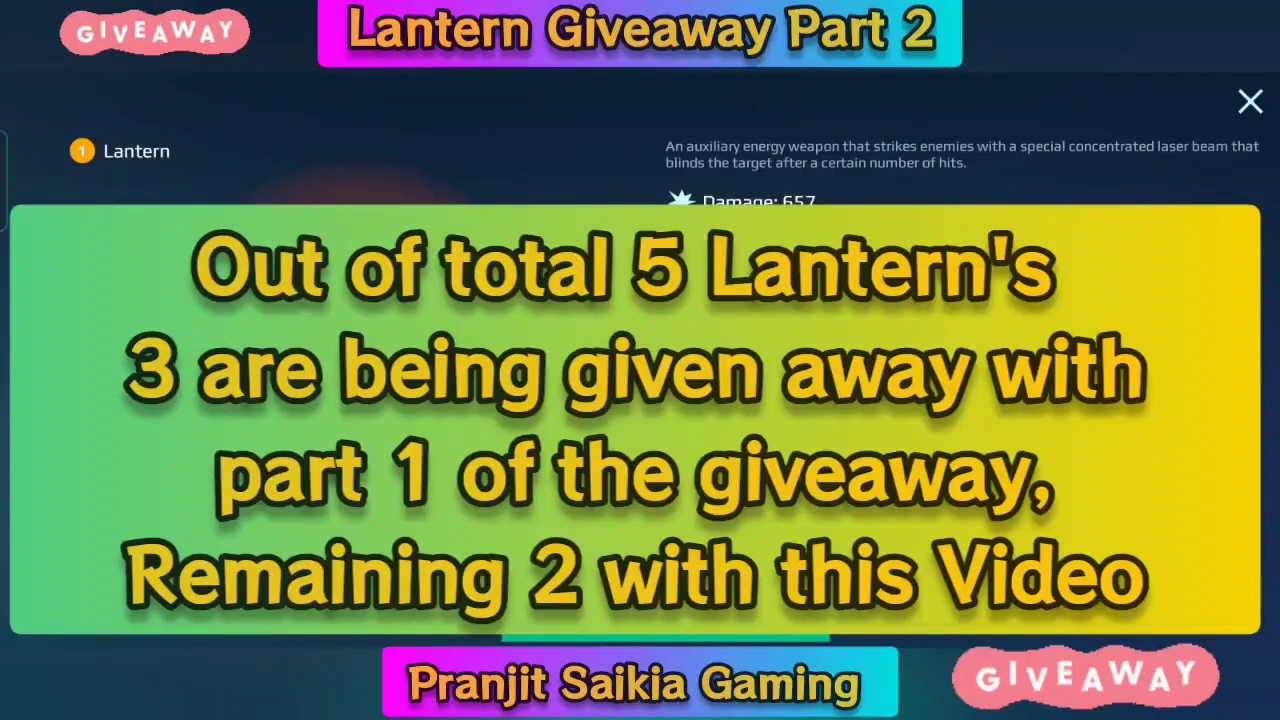 GIVEAWAY
Lantern Giveaway Part 2
1 Lantern
An auxiliary energy weapon that strikes enemies with a special concentrated laser beam that
blinds the target after a certain number of hits.
Damage: 657
Out of total 5 Lantern's
3 are being given away with
part 1 of the giveaway,
Remaining 2 with this Video
Pranjit Saikia Gaming
GIVEAWAY